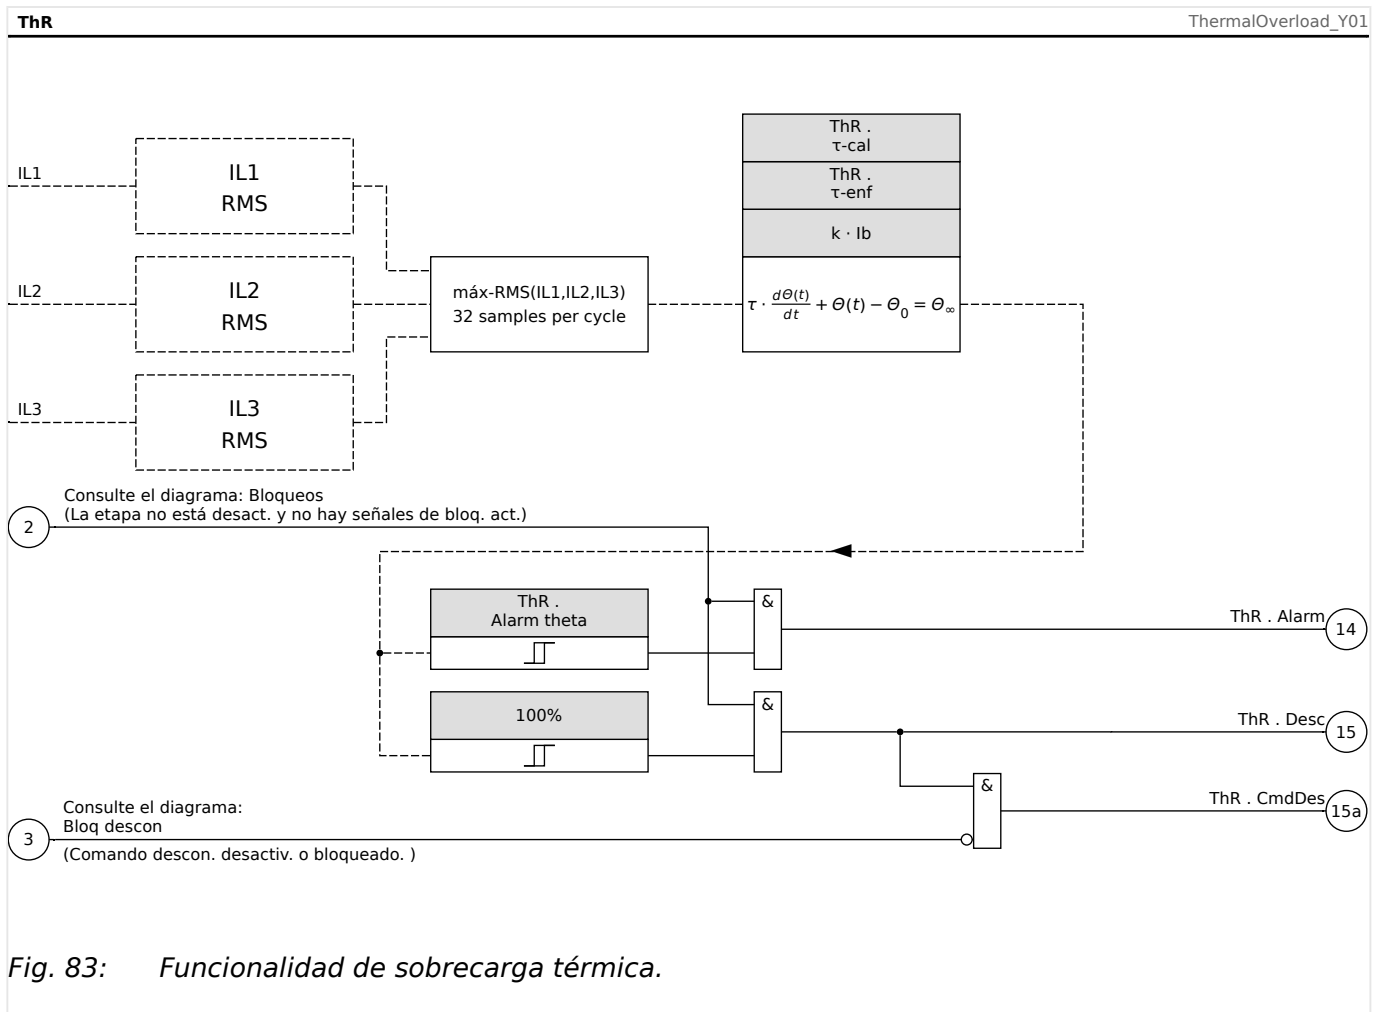 ThR
ThermalOverload_Y01
ThR .
τ-cal
ThR .
τ-enf
k · Ib
IL1
IL1
RMS
IL2
IL2
RMS
máx-RMS(IL1,IL2,IL3)
32 samples per cycle
τ · dΘ(t)/dt + Θ(t) − Θ₀ = Θ∞
IL3
IL3
RMS
Consulte el diagrama: Bloqueos
(La etapa no está desact. y no hay señales de bloq. act.)
2
ThR .
Alarm theta
&
ThR . Alarm
14
100%
&
ThR . Desc
15
&
ThR . CmdDes
15a
Consulte el diagrama:
Bloq descon
3
(Comando descon. desactiv. o bloqueado. )
Fig. 83: Funcionalidad de sobrecarga térmica.